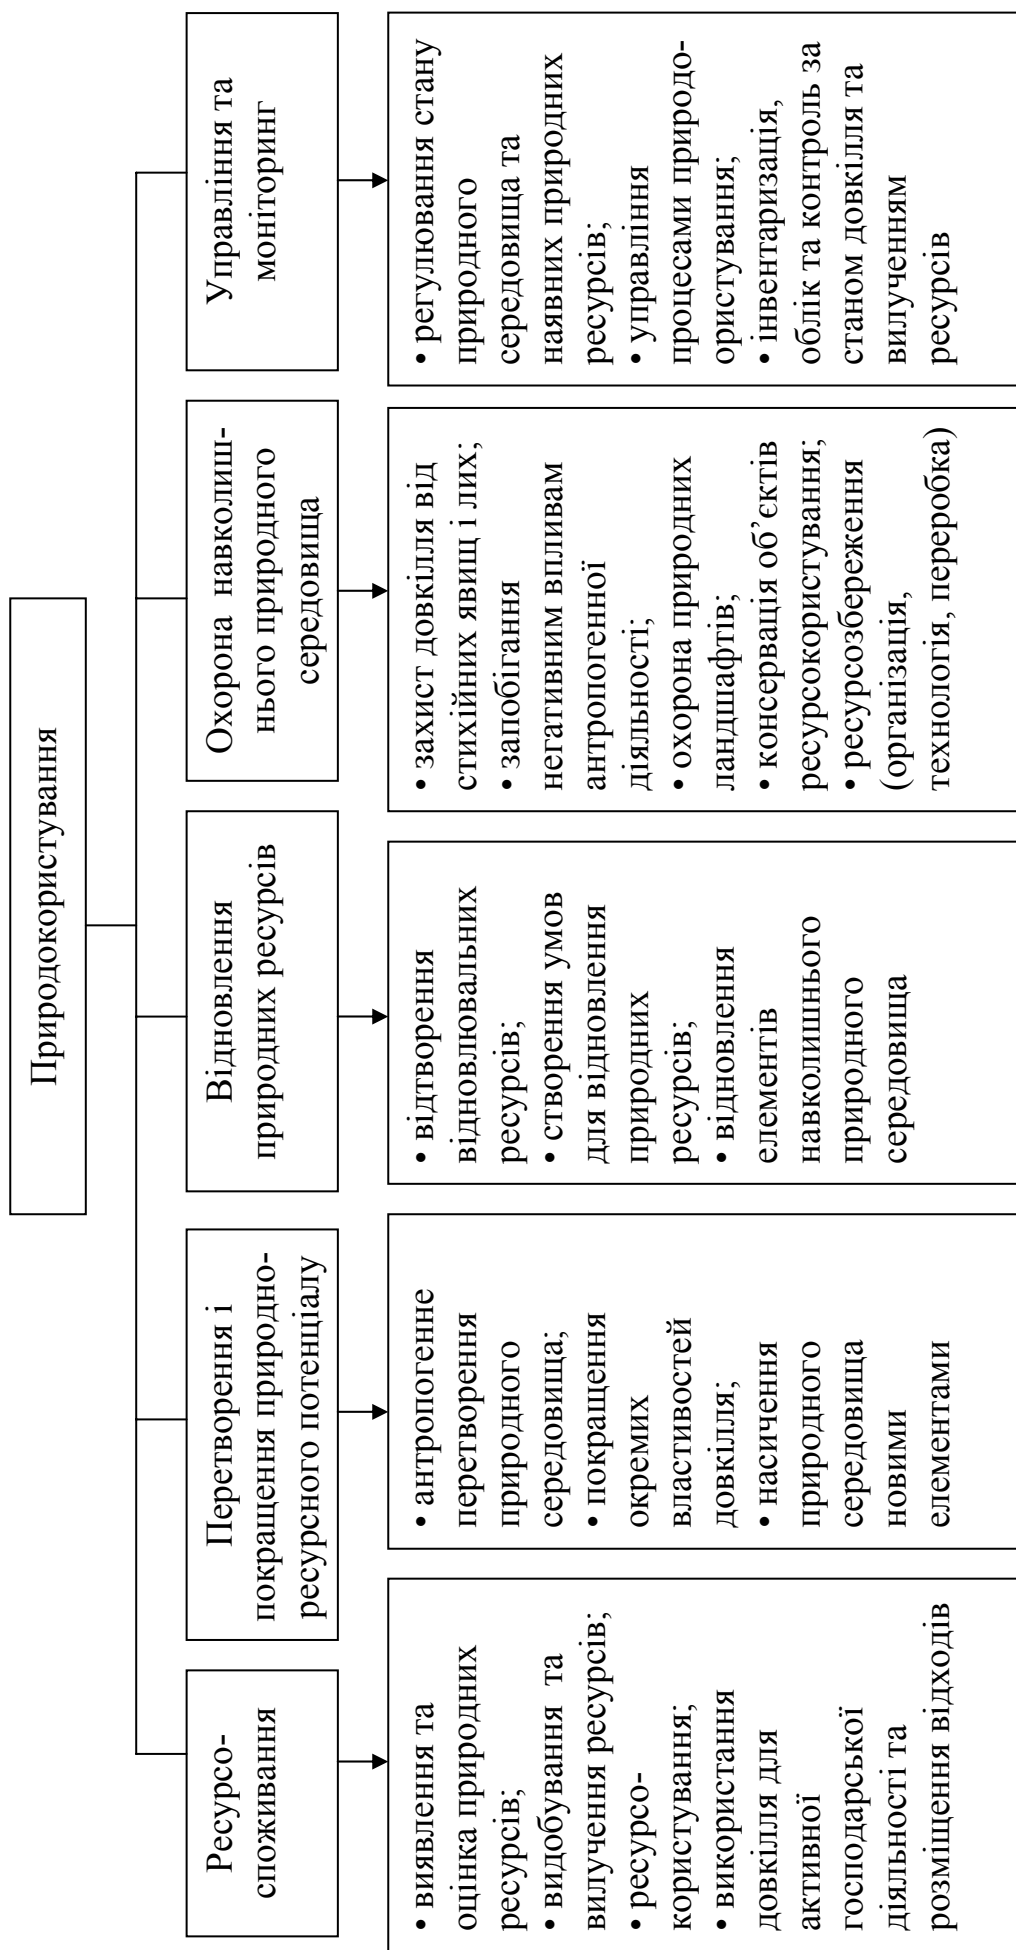 Природокористування
Ресурсо-
споживання
Перетворення і
покращення природно-
ресурсного потенціалу
Відновлення
природних ресурсів
Охорона навколиш-
нього природного
середовища
Управління та
моніторинг
• виявлення та
оцінка природних
ресурсів;
• видобування та
вилучення ресурсів;
• ресурсо-
користування;
• використання
довкілля для
активної
господарської
діяльності та
розміщення відходів
• антропогенне
перетворення
природного
середовища;
• покращення
окремих
властивостей
довкілля;
• насичення
природного
середовища
новими
елементами
• відтворення
відновлювальних
ресурсів;
• створення умов
для відновлення
природних
ресурсів;
• відновлення
елементів
навколишнього
природного
середовища
• захист довкілля від
стихійних явищ і лих;
• запобігання
негативним впливам
антропогенної
діяльності;
• охорона природних
ландшафтів;
• консервація об’єктів
ресурсокористування;
• ресурсозбереження
(організація,
технологія, переробка)
• регулювання стану
природного
середовища та
наявних природних
ресурсів;
• управління
процесами природо-
ористування;
• інвентаризація,
облік та контроль за
станом довкілля та
вилученням
ресурсів